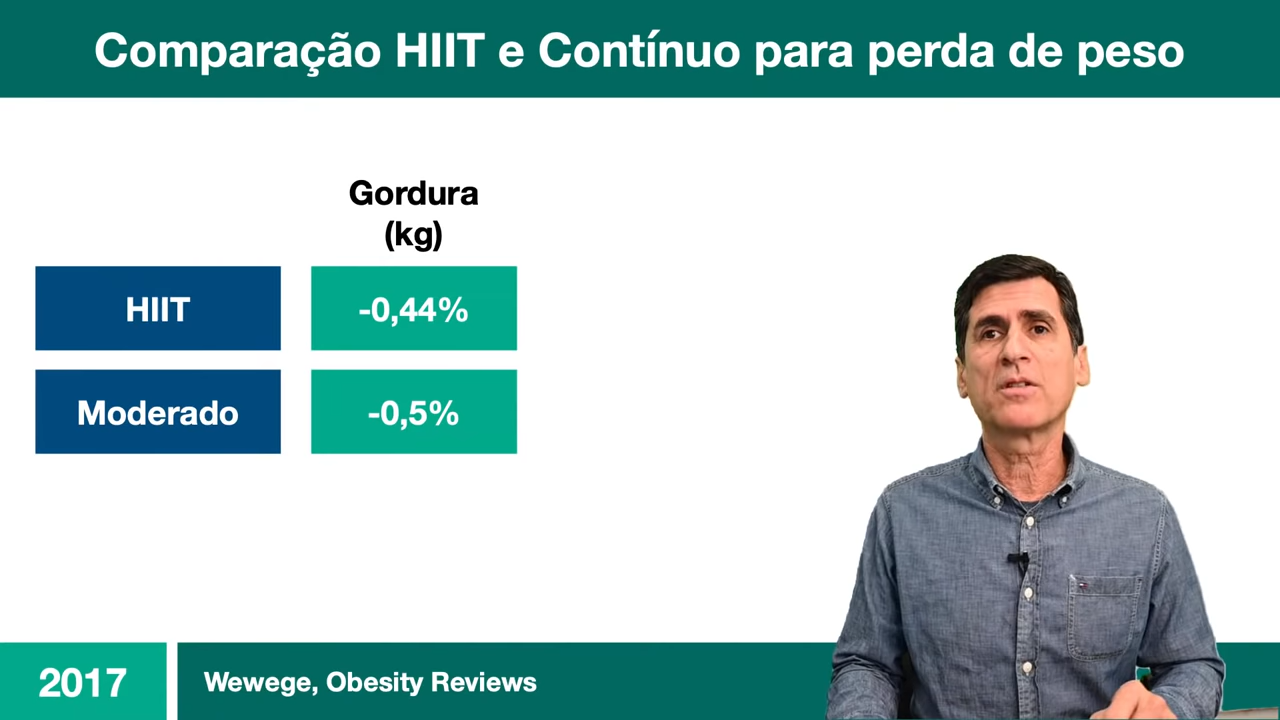 Comparação HIIT e Contínuo para perda de peso
Gordura
(kg)
HIIT
-0,44%
Moderado
-0,5%
2017
Wewege, Obesity Reviews